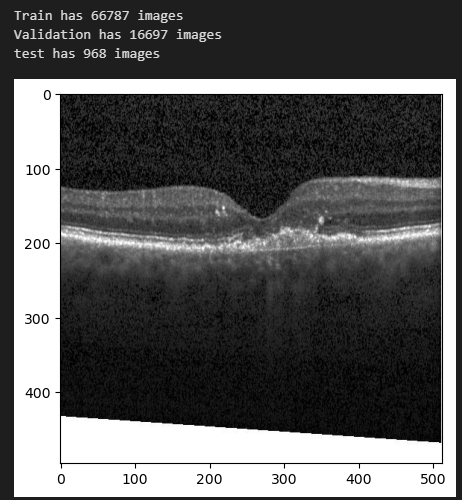 Train has 66787 images
Validation has 16697 images
test has 968 images
0
100
200
300
400
0 100 200 300 400 500